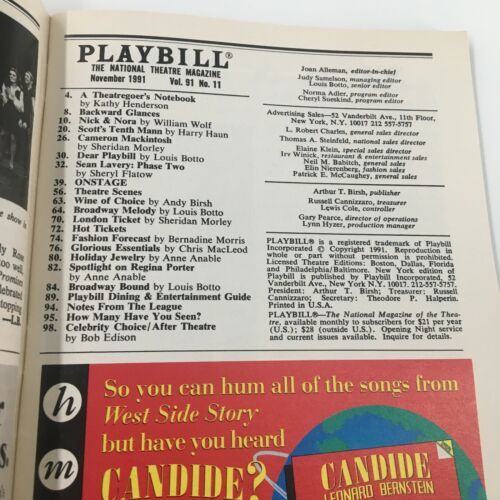 PLAYBILL®
THE NATIONAL THEATRE MAGAZINE
November 1991 Vol. 91 No. 11
4. A Theatregoer's Notebook
by Kathy Henderson
8. Backward Glances
10. Nick & Nora by William Wolf
20. Scott's Tenth Mann by Harry Haun
26. Cameron Mackintosh
by Sheridan Morley
30. Dear Playbill by Louis Botto
32. Sean Lavery: Phase Two
by Sheryl Flatow
39. ONSTAGE
56. Theatre Scenes
63. Wine of Choice by Andy Birsh
64. Broadway Melody by Louis Botto
70. London Ticket by Sheridan Morley
72. Hot Tickets
74. Fashion Forecast by Bernadine Morris
76. Glorious Essentials by Chris MacLeod
80. Holiday Jewelry by Anne Anable
82. Spotlight on Regina Porter
by Anne Anable
84. Broadway Bound by Louis Botto
89. Playbill Dining & Entertainment Guide
94. Notes From The League
95. How Many Have You Seen?
98. Celebrity Choice/After Theatre
by Bob Edison
Joan Alleman, editor-in-chief
Judy Samelson, managing editor
Louis Botto, senior editor
Norma Adler, program editor
Cheryl Sueskind, program editor
Advertising Sales—52 Vanderbilt Ave., 11th Floor,
New York, N.Y. 10017 212 557-5757
L. Robert Charles, general sales director
Thomas A. Steinfeld, national sales director
Elaine Klein, special sales director
Irv Winick, restaurant & entertainment sales
Neil M. Babitch, general sales
Elin Nierenberg, fashion sales
Patrick E. McCaughey, general sales
Arthur T. Birsh, publisher
Russell Cannizzaro, treasurer
Lewis Cole, controller
Gary Pearce, director of operations
Lynn Hyzer, production manager
PLAYBILL® is a registered trademark of Playbill
Incorporated © Copyright 1991. Reproduction in
whole or part without permission is prohibited.
Licensed Theatre Editions: Boston, Dallas, Florida
and Philadelphia/Baltimore. New York edition of
Playbill is published by Playbill Incorporated, 52
Vanderbilt Ave., New York, N.Y. 10017. 212-557-5757.
President: Arthur T. Birsh; Treasurer: Russell
Cannizzaro; Secretary: Theodore P. Halperin.
Printed in U.S.A.
PLAYBILL®—The National Magazine of the Thea-
tre, available monthly to subscribers for $21 per year
(U.S.); $28 (outside U.S.). Opening Night service
and current issues available. Inquire for details.
h
m
So you can hum all of the songs from
West Side Story
but have you heard
CANDIDE?
CANDIDE
LEONARD BERNSTEIN
e show is
ly Rose
oo well,
remien
elebrated
stopping
—L.B.
r
s.